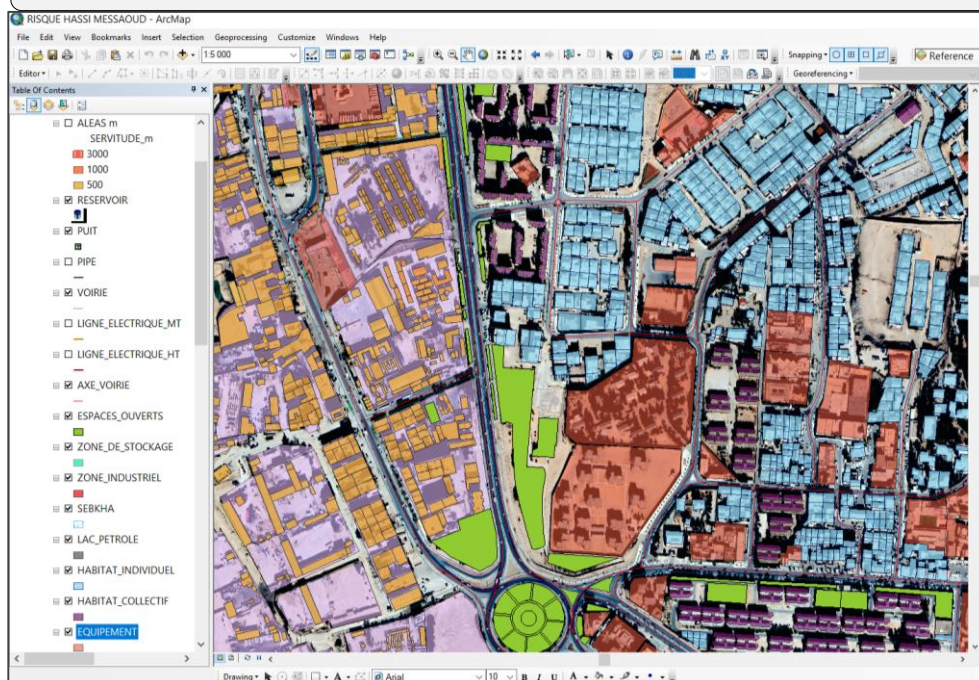 RISQUE HASSI MESSAOUD - ArcMap
File Edit View Bookmarks Insert Selection Geoprocessing Customize Windows Help
1:5 000
Snapping
Reference
Editor
Georeferencing
Table Of Contents
ALEAS m
SERVITUDE_m
3000
1000
500
RESERVOIR
PUIT
PIPE
VOIRIE
LIGNE_ELECTRIQUE_MT
LIGNE_ELECTRIQUE_HT
AXE_VOIRIE
ESPACES_OUVERTS
ZONE_DE_STOCKAGE
ZONE_INDUSTRIEL
SEBKHA
LAC_PETROLE
HABITAT_INDIVIDUEL
HABITAT_COLLECTIF
EQUIPEMENT
Drawing A Arial 10 B I U A